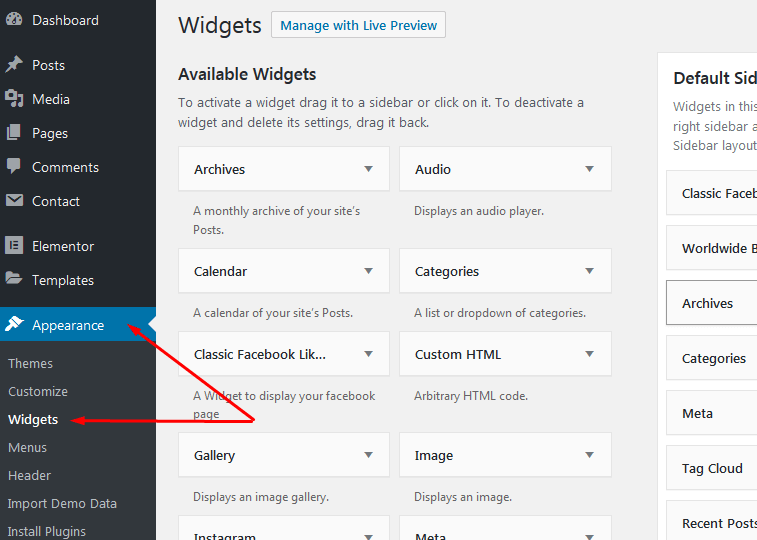 Dashboard
Posts
Media
Pages
Comments
Contact
Elementor
Templates
Appearance
Themes
Customize
Widgets
Menus
Header
Import Demo Data
Install Plugins
Widgets
Manage with Live Preview
Available Widgets
To activate a widget drag it to a sidebar or click on it. To deactivate a
widget and delete its settings, drag it back.
Archives
A monthly archive of your site's
Posts.
Audio
Displays an audio player.
Calendar
A calendar of your site's Posts.
Categories
A list or dropdown of categories.
Classic Facebook Lik...
A Widget to display your facebook
page
Custom HTML
Arbitrary HTML code.
Gallery
Displays an image gallery.
Image
Displays an image.
Instagram
Meta
Default Sid
Widgets in this
right sidebar a
Sidebar layout
Classic Faceb
Worldwide B
Archives
Categories
Meta
Tag Cloud
Recent Posts